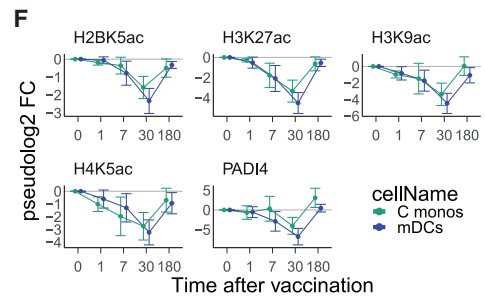 F
H2BK5ac
H3K27ac
H3K9ac
pseudolog2 FC
0
-1
-2
-3
0 1 7 30 180
0
-2
-4
0 1 7 30 180
0
-2
-4
-6
0 1 7 30 180
H4K5ac
PADI4
0
-1
-2
-3
-4
0 1 7 30 180
5
0
-5
0 1 7 30 180
cellName
C monos
mDCs
Time after vaccination